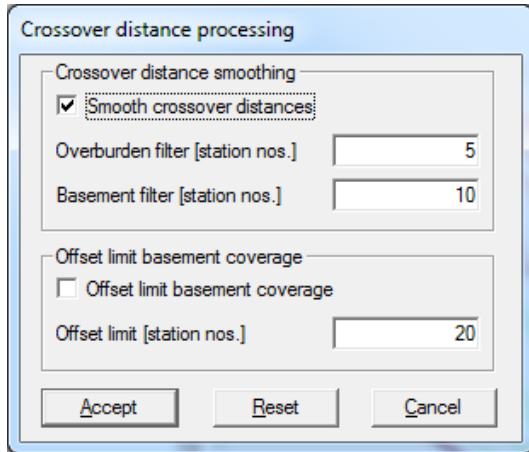 Crossover distance processing
Crossover distance smoothing
Smooth crossover distances
Overburden filter [station nos.] 5
Basement filter [station nos.] 10
Offset limit basement coverage
Offset limit basement coverage
Offset limit [station nos.] 20
Accept Reset Cancel